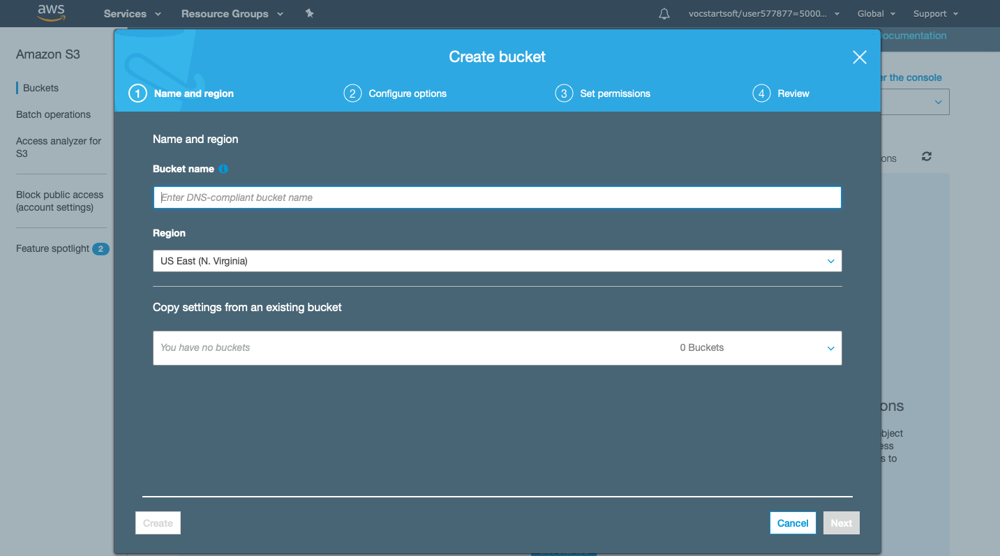 aws
Services
Resource Groups
vocstartsoft/user577877=5000...
Global
Support
Amazon S3
Buckets
Batch operations
Access analyzer for
S3
Block public access
(account settings)
Feature spotlight 2
Create bucket
1 Name and region
2 Configure options
3 Set permissions
4 Review
Name and region
Bucket name
Enter DNS-compliant bucket name
Region
US East (N. Virginia)
Copy settings from an existing bucket
You have no buckets
0 Buckets
Create
Cancel
Next
ocumentation
er the console
ons
ons
bject
ess
s to